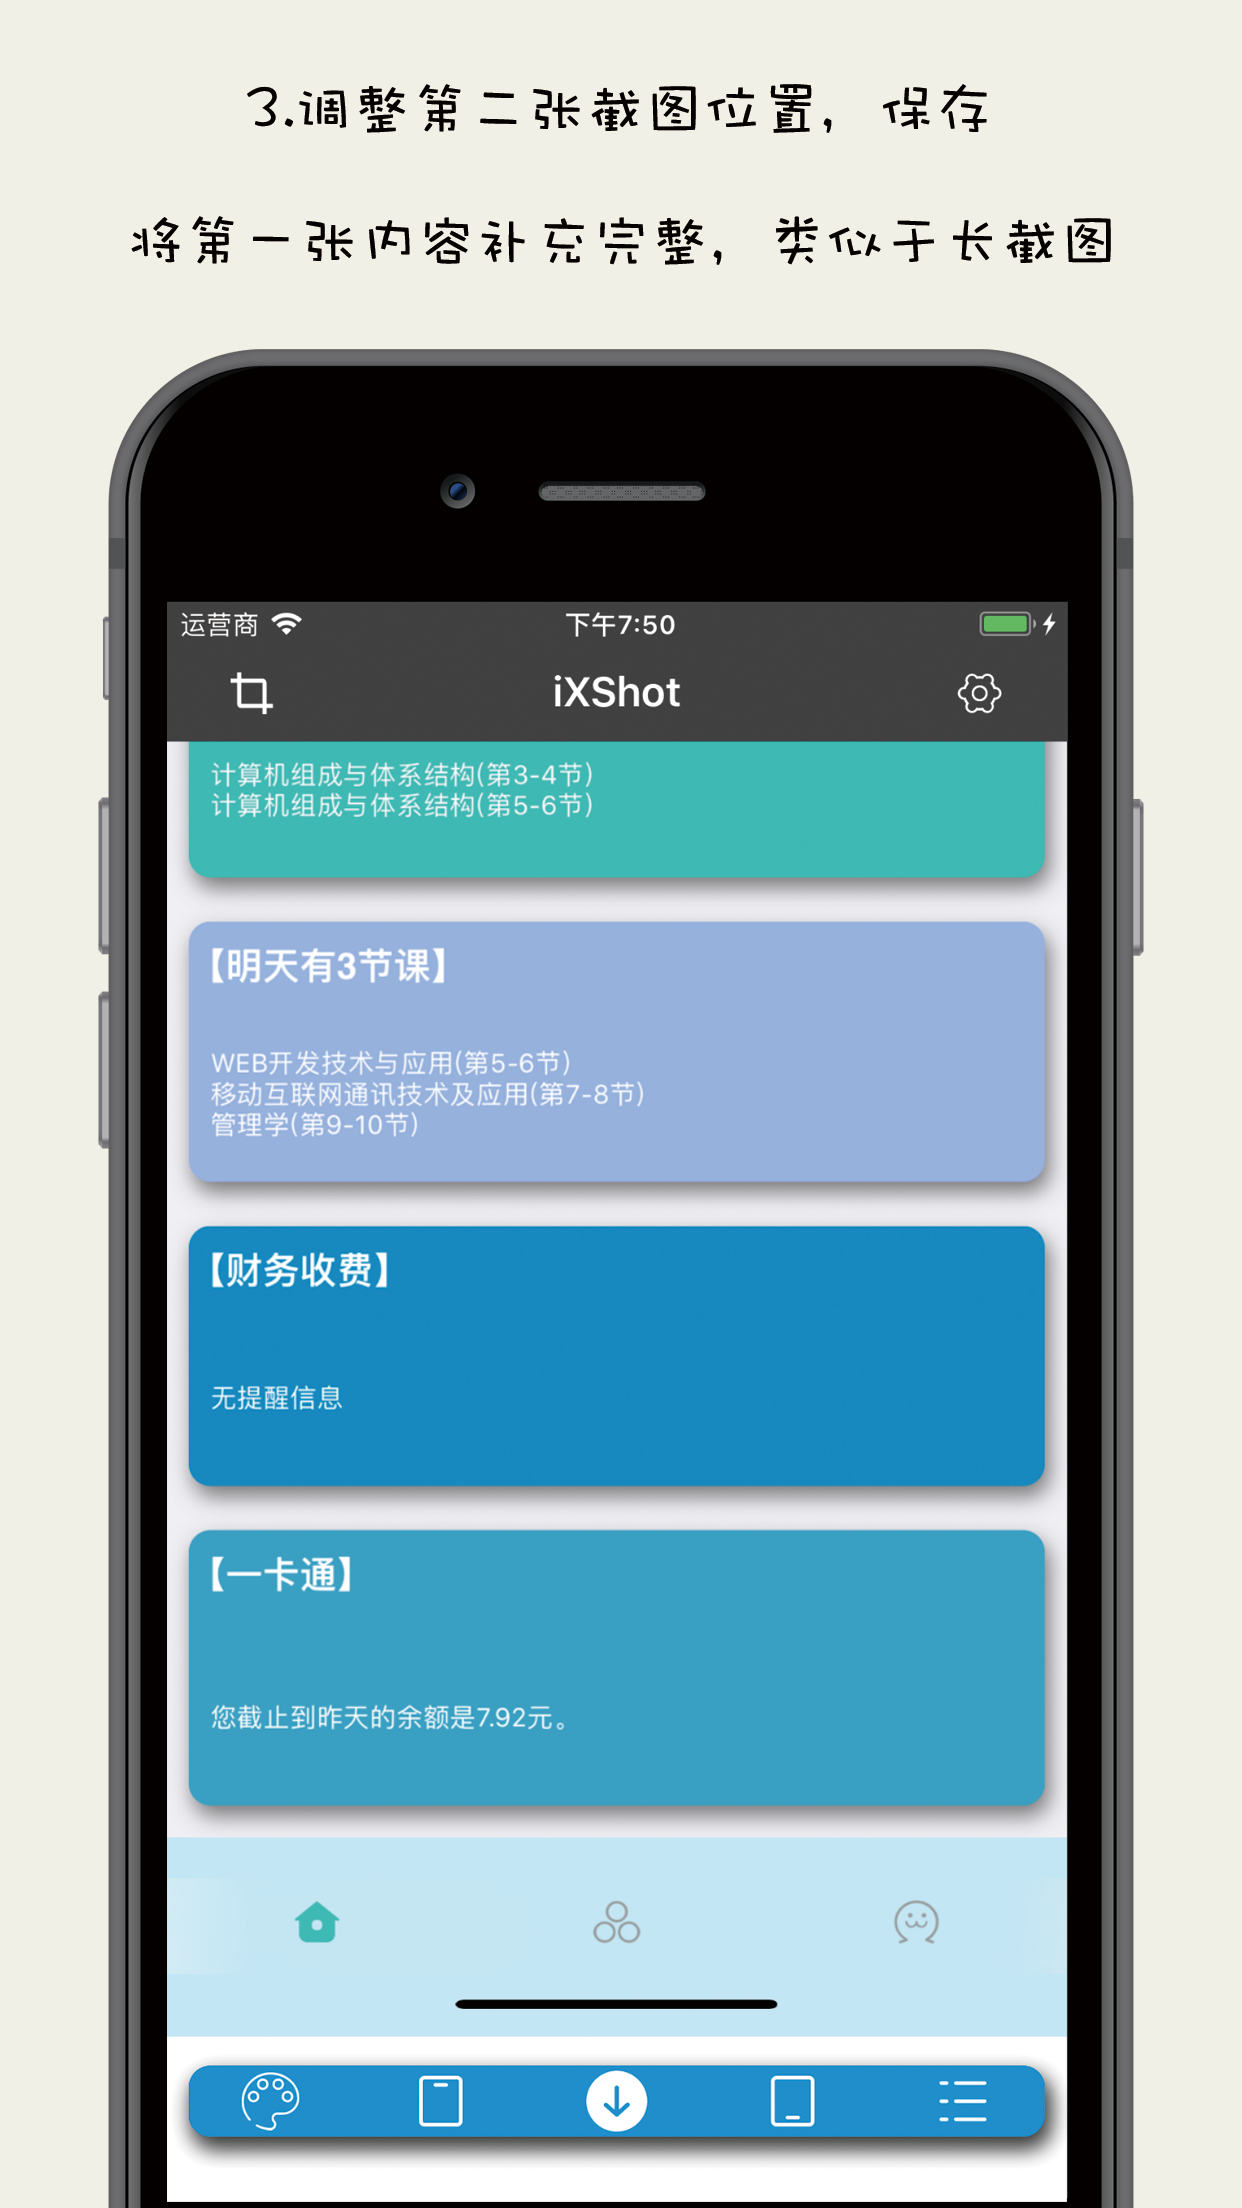 3.调整第二张截图位置，保存
将第一张内容补充完整，类似于长截图
运营商 下午7:50
iXShot
计算机组成与体系结构(第3-4节)
计算机组成与体系结构(第5-6节)
【明天有3节课】
WEB开发技术与应用(第5-6节)
移动互联网通讯技术及应用(第7-8节)
管理学(第9-10节)
【财务收费】
无提醒信息
【一卡通】
您截止到昨天的余额是7.92元。